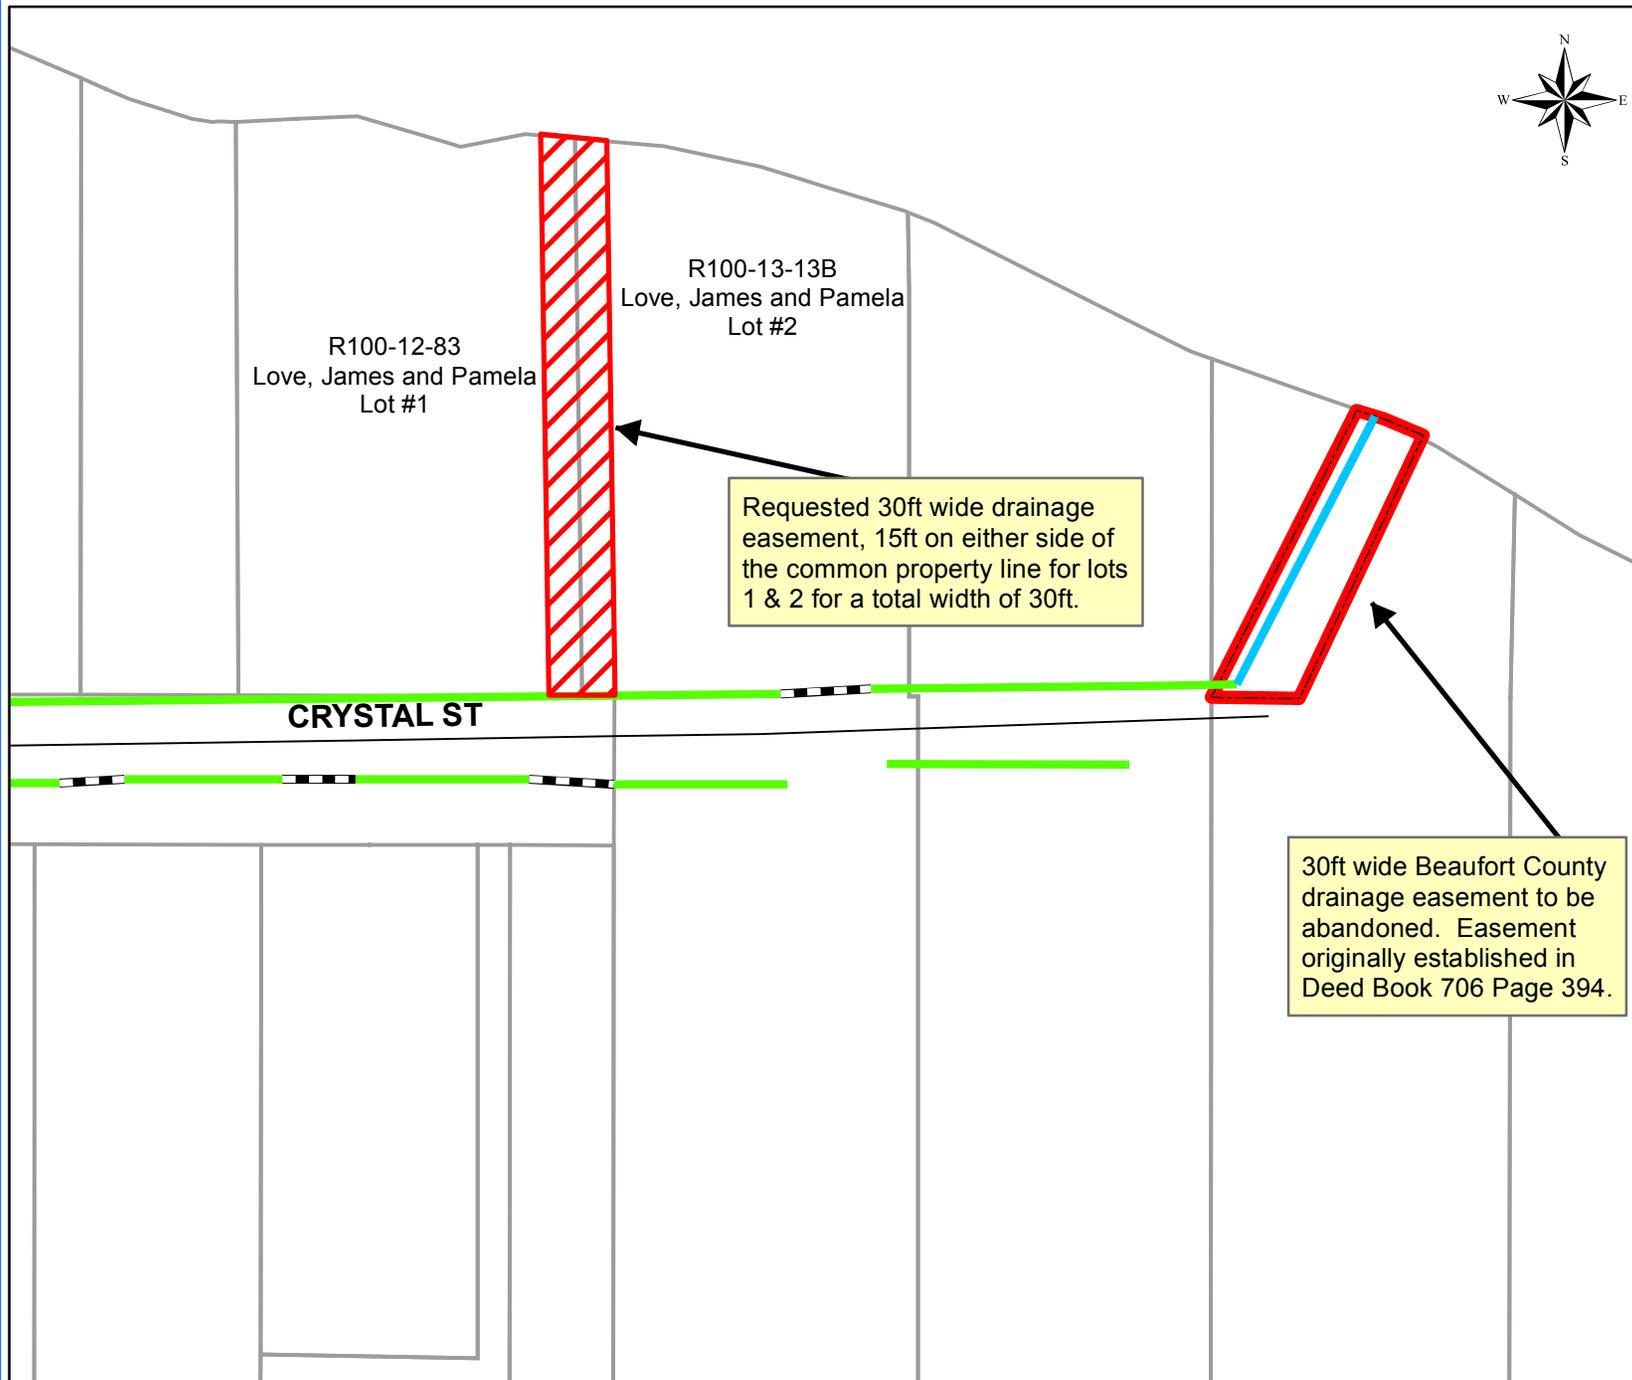 N
W E
S
R100-13-13B
Love, James and Pamela
Lot #2
R100-12-83
Love, James and Pamela
Lot #1
Requested 30ft wide drainage
easement, 15ft on either side of
the common property line for lots
1 & 2 for a total width of 30ft.
CRYSTAL ST
30ft wide Beaufort County
drainage easement to be
abandoned. Easement
originally established in
Deed Book 706 Page 394.